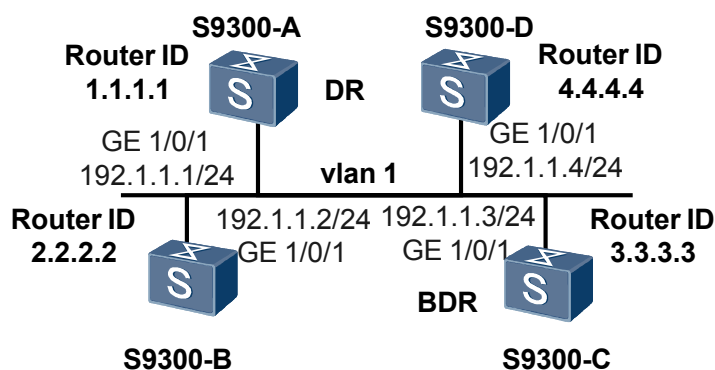 S9300-A
S9300-D
Router ID
1.1.1.1
S
DR
S
Router ID
4.4.4.4
GE 1/0/1
192.1.1.1/24
GE 1/0/1
192.1.1.4/24
vlan 1
Router ID
2.2.2.2
192.1.1.2/24
GE 1/0/1
192.1.1.3/24
GE 1/0/1
Router ID
3.3.3.3
S
BDR
S
S9300-B
S9300-C